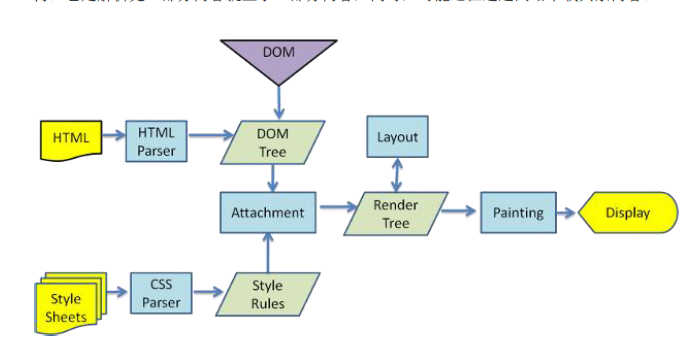 DOM
HTML
HTML
Parser
DOM
Tree
Layout
Attachment
Render
Tree
Painting
Display
Style
Sheets
CSS
Parser
Style
Rules